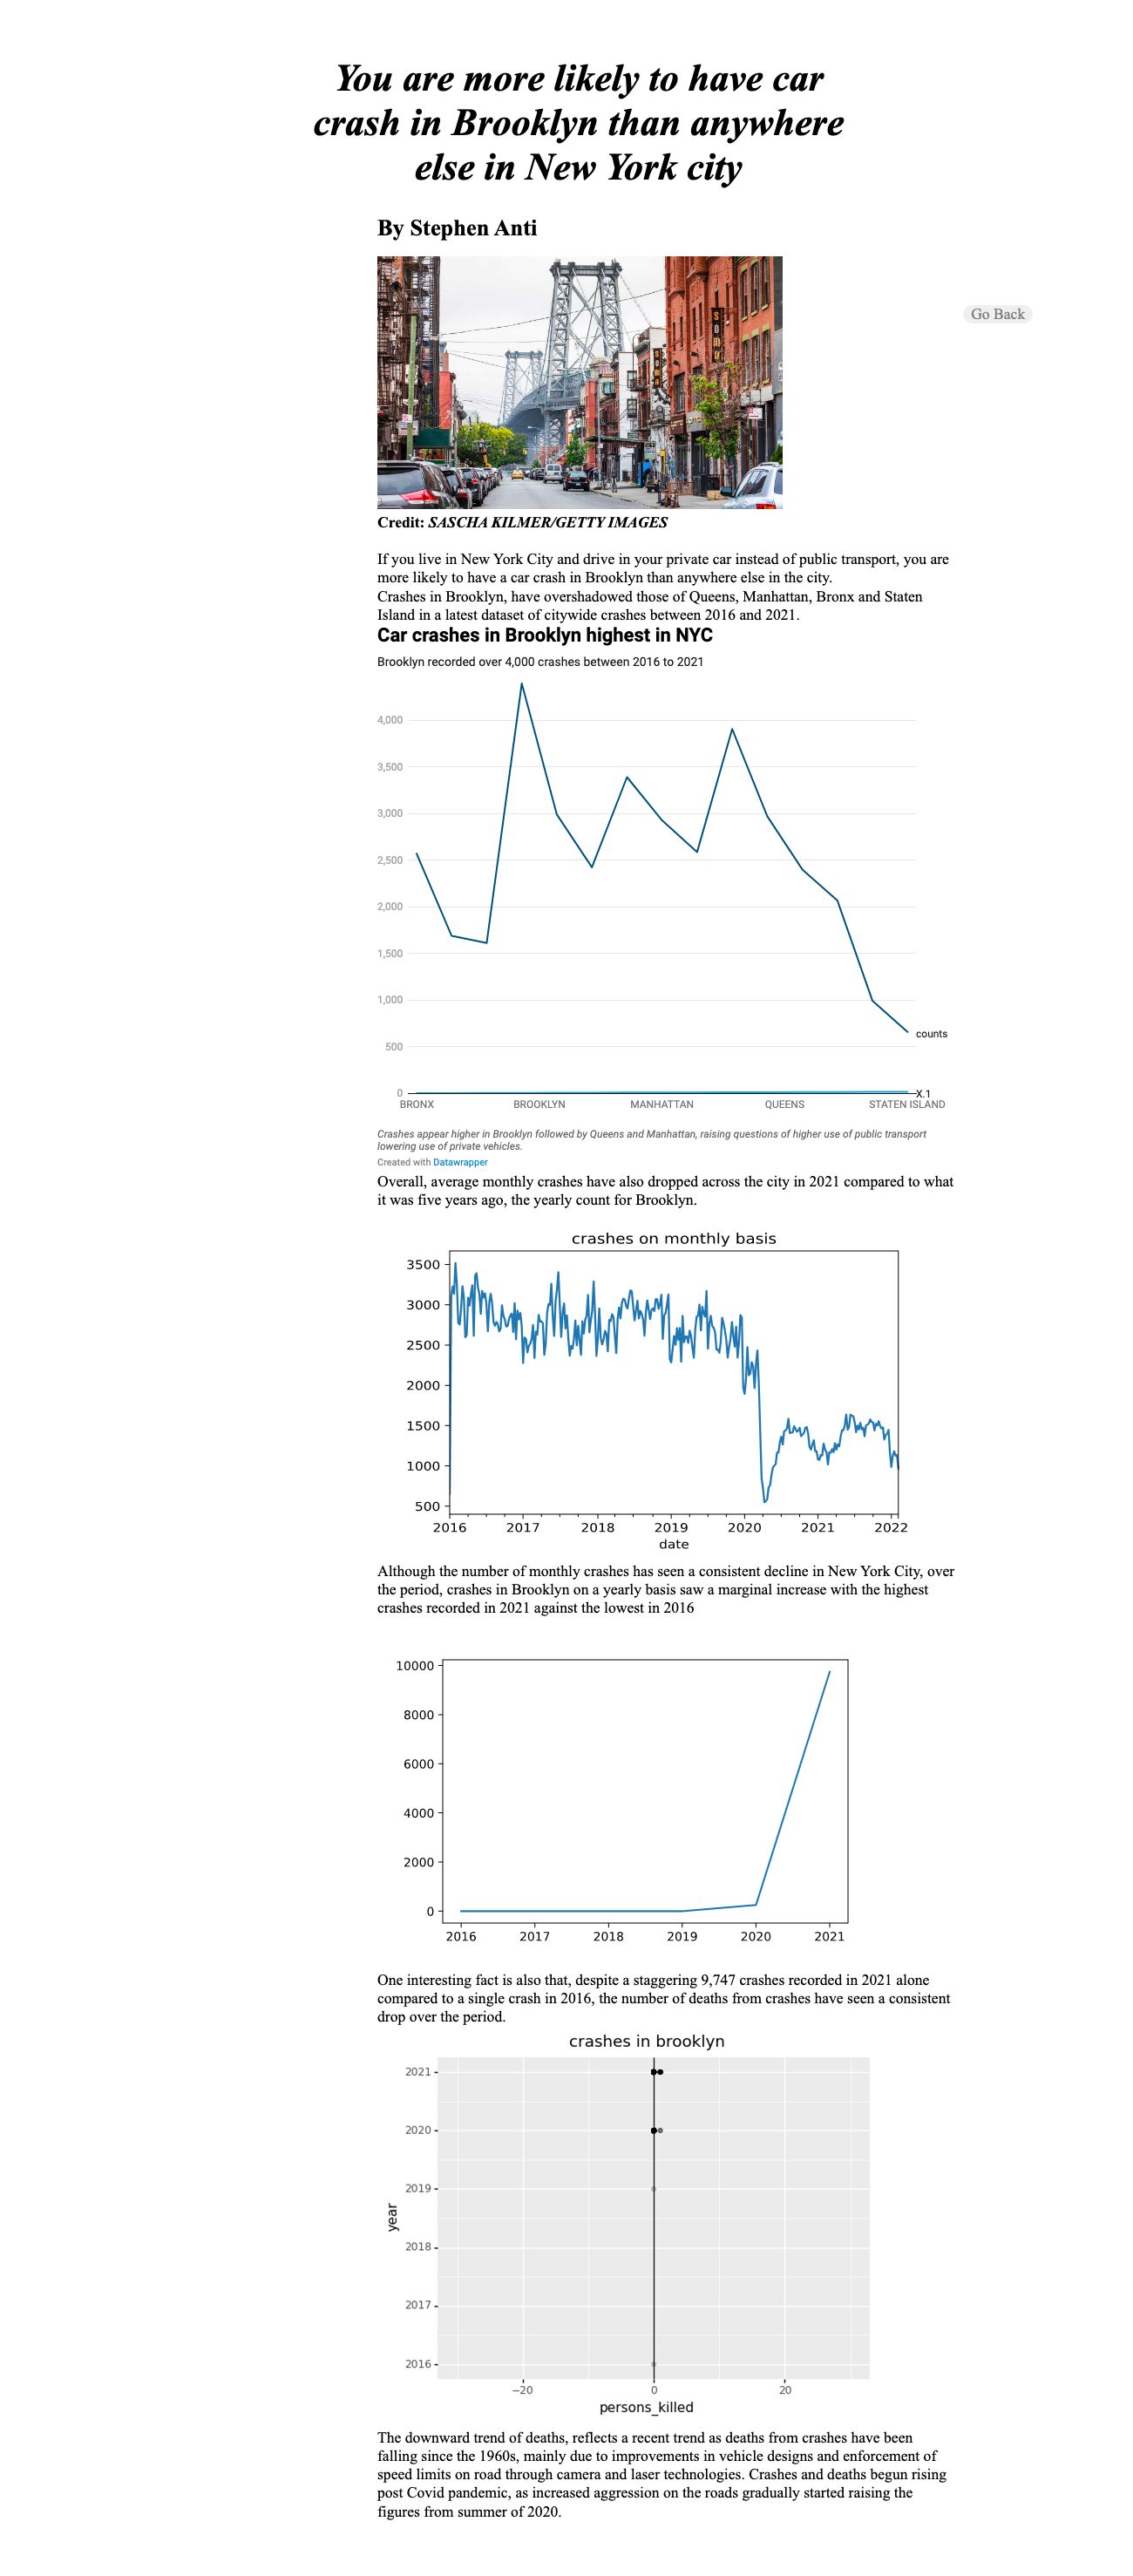 You are more likely to have car
crash in Brooklyn than anywhere
else in New York city
By Stephen Anti
Go Back
Credit: SASCHA KILMER/GETTY IMAGES
If you live in New York City and drive in your private car instead of public transport, you are
more likely to have a car crash in Brooklyn than anywhere else in the city.
Crashes in Brooklyn, have overshadowed those of Queens, Manhattan, Bronx and Staten
Island in a latest dataset of citywide crashes between 2016 and 2021.
Car crashes in Brooklyn highest in NYC
Brooklyn recorded over 4,000 crashes between 2016 to 2021
4,000
3,500
3,000
2,500
2,000
1,500
1,000
counts
500
0
X.1
BRONX BROOKLYN MANHATTAN QUEENS STATEN ISLAND
Crashes appear higher in Brooklyn followed by Queens and Manhattan, raising questions of higher use of public transport
lowering use of private vehicles.
Created with Datawrapper
Overall, average monthly crashes have also dropped across the city in 2021 compared to what
it was five years ago, the yearly count for Brooklyn.
crashes on monthly basis
3500
3000
2500
2000
1500
1000
500
2016 2017 2018 2019 2020 2021 2022
date
Although the number of monthly crashes has seen a consistent decline in New York City, over
the period, crashes in Brooklyn on a yearly basis saw a marginal increase with the highest
crashes recorded in 2021 against the lowest in 2016
10000
8000
6000
4000
2000
0
2016 2017 2018 2019 2020 2021
One interesting fact is also that, despite a staggering 9,747 crashes recorded in 2021 alone
compared to a single crash in 2016, the number of deaths from crashes have seen a consistent
drop over the period.
crashes in brooklyn
2021
2020
2019
year
2018
2017
2016
−20 0 20
persons_killed
The downward trend of deaths, reflects a recent trend as deaths from crashes have been
falling since the 1960s, mainly due to improvements in vehicle designs and enforcement of
speed limits on road through camera and laser technologies. Crashes and deaths begun rising
post Covid pandemic, as increased aggression on the roads gradually started raising the
figures from summer of 2020.